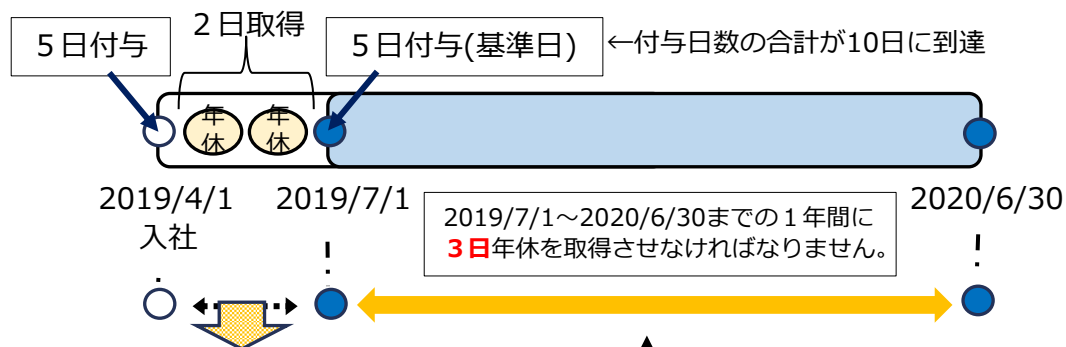 ２日取得
５日付与
５日付与(基準日)
←付与日数の合計が10日に到達
年休
年休
2019/4/1
入社
2019/7/1
2019/7/1～2020/6/30までの１年間に
３日年休を取得させなければなりません。
2020/6/30